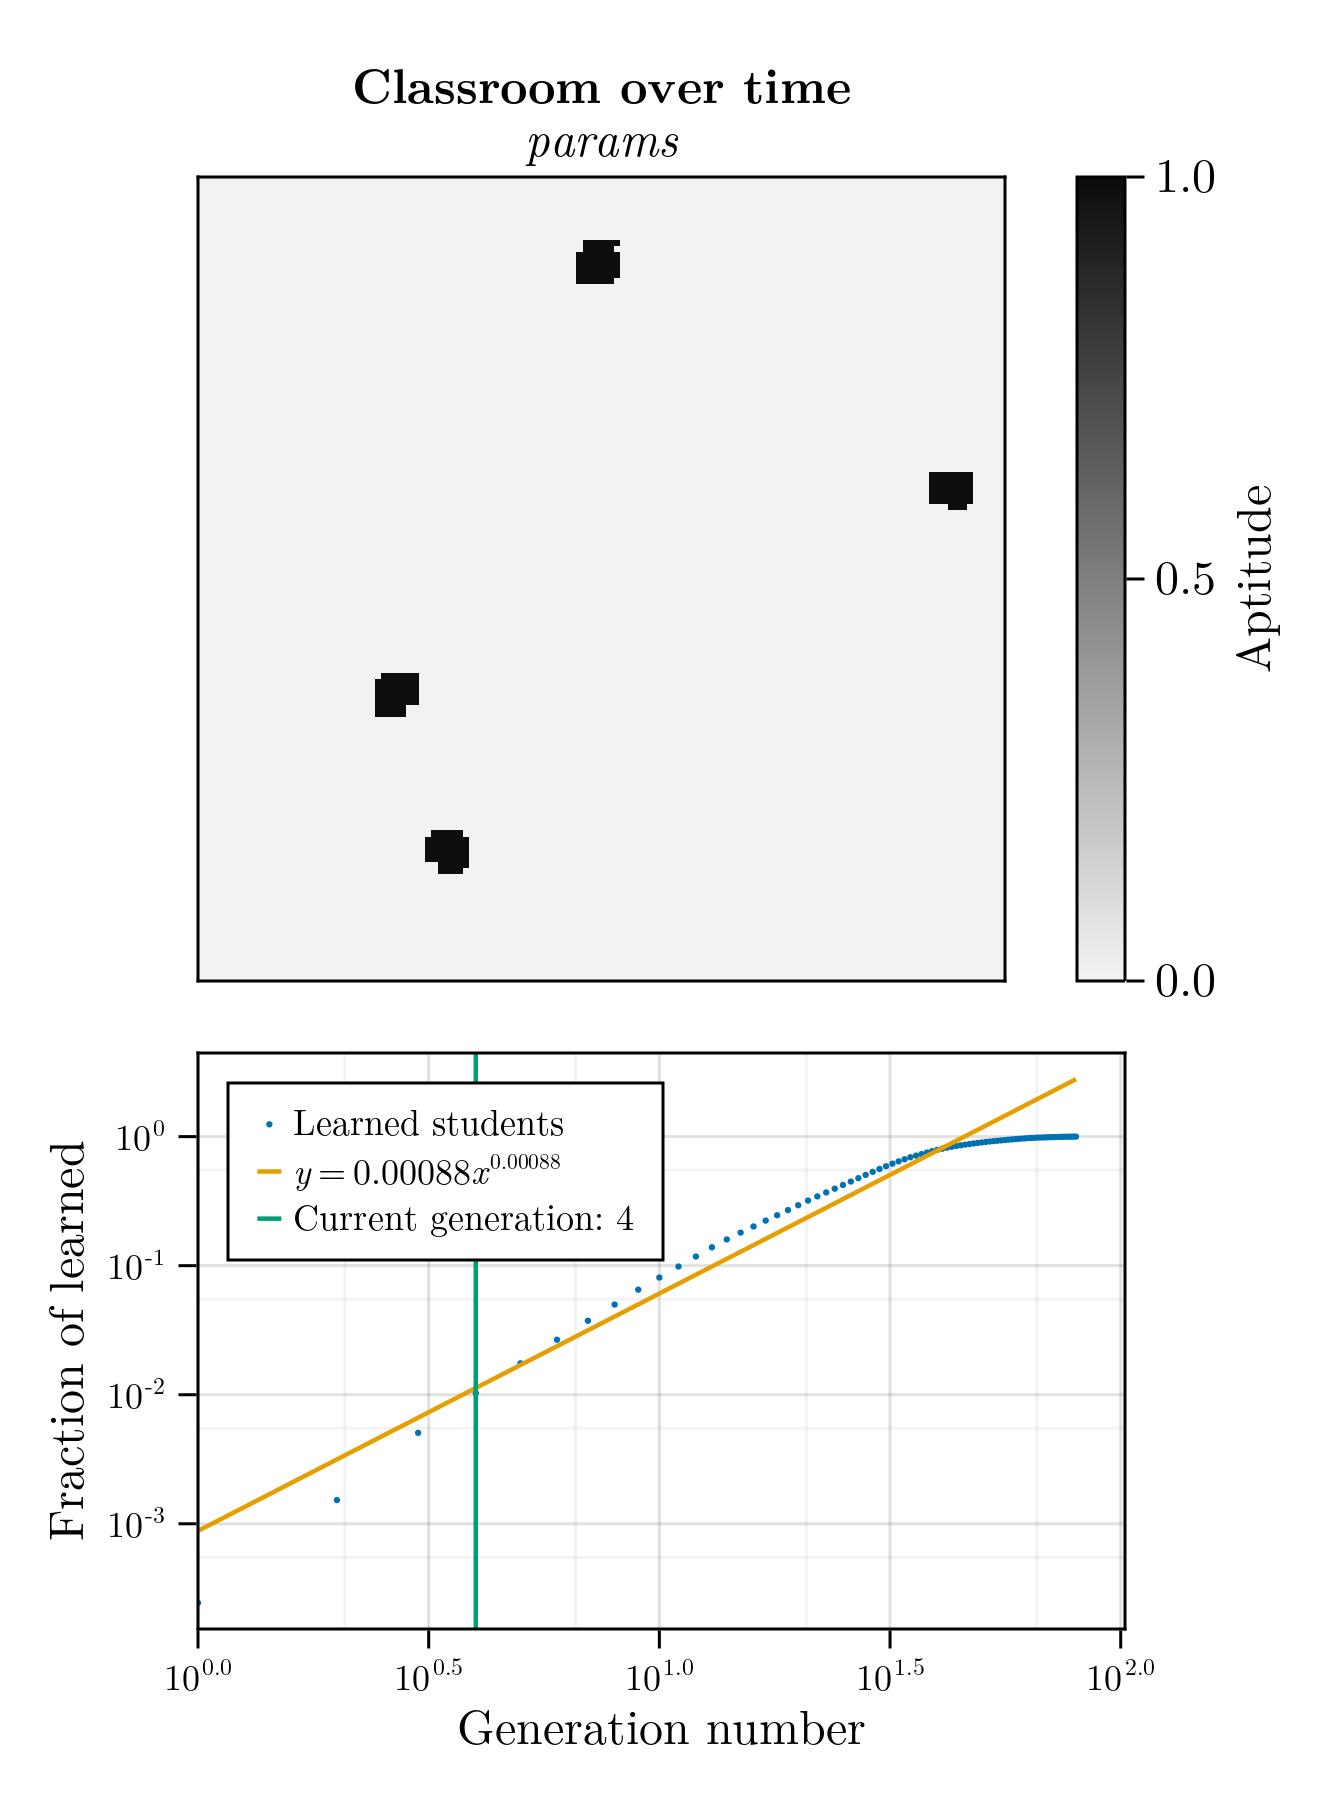 Classroom over time
params
1.0
0.5
0.0
Aptitude
Learned students
y = 0.00088x^0.00088
Current generation: 4
10^0
10^-1
10^-2
10^-3
Fraction of learned
10^0.0 10^0.5 10^1.0 10^1.5 10^2.0
Generation number